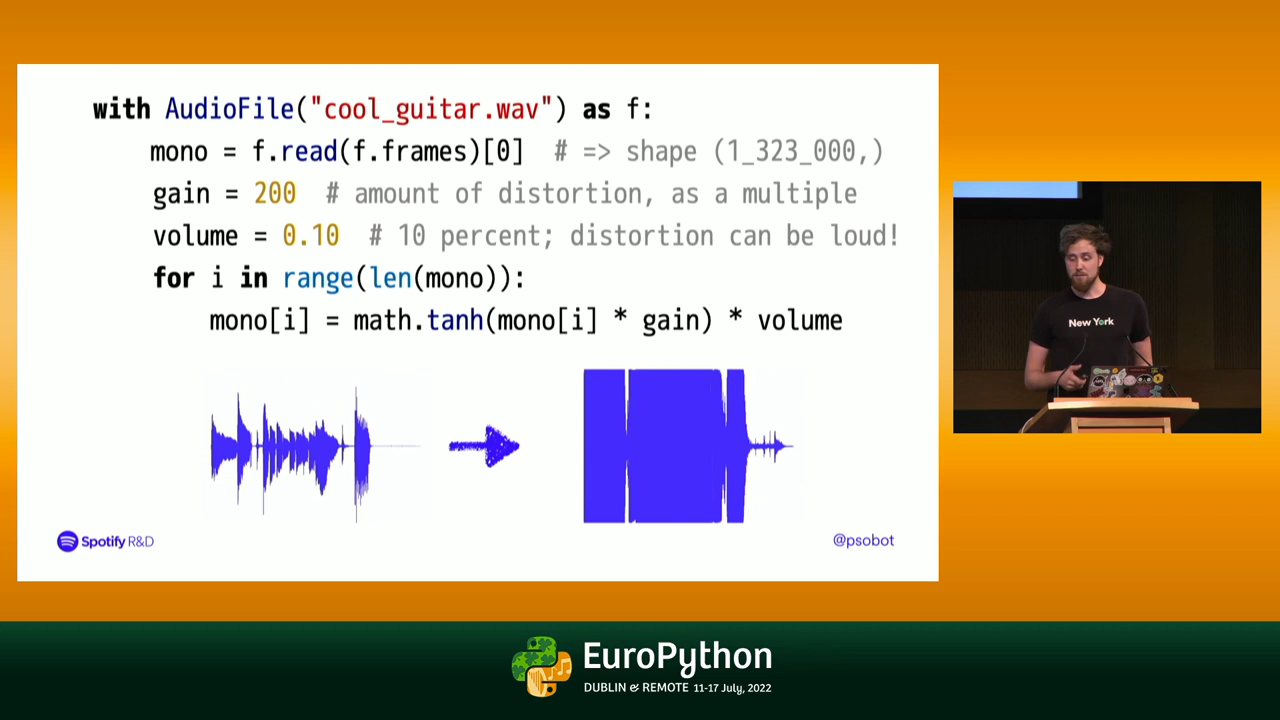 with AudioFile("cool_guitar.wav") as f:
mono = f.read(f.frames)[0]  # => shape (1_323_000,)
gain = 200  # amount of distortion, as a multiple
volume = 0.10  # 10 percent; distortion can be loud!
for i in range(len(mono)):
mono[i] = math.tanh(mono[i] * gain) * volume
Spotify R&D
@psobot
New York
EuroPython
DUBLIN & REMOTE 11-17 July, 2022